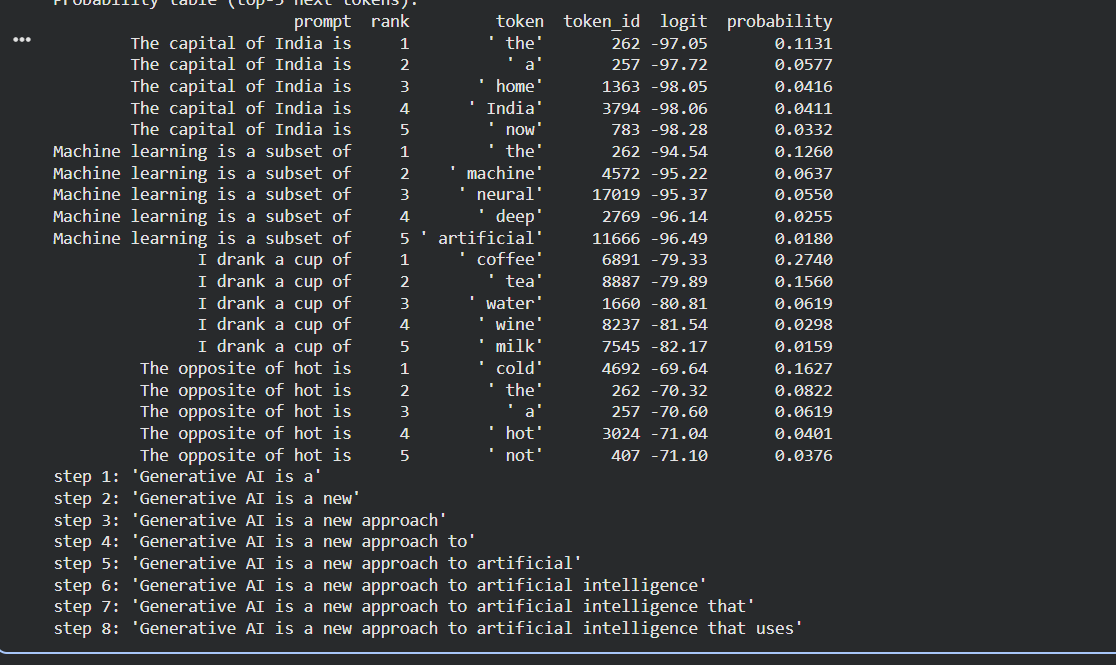 Probability table (top-5 next tokens):
prompt rank token token_id logit probability
The capital of India is 1 ' the' 262 -97.05 0.1131
The capital of India is 2 ' a' 257 -97.72 0.0577
The capital of India is 3 ' home' 1363 -98.05 0.0416
The capital of India is 4 ' India' 3794 -98.06 0.0411
The capital of India is 5 ' now' 783 -98.28 0.0332
Machine learning is a subset of 1 ' the' 262 -94.54 0.1260
Machine learning is a subset of 2 ' machine' 4572 -95.22 0.0637
Machine learning is a subset of 3 ' neural' 17019 -95.37 0.0550
Machine learning is a subset of 4 ' deep' 2769 -96.14 0.0255
Machine learning is a subset of 5 ' artificial' 11666 -96.49 0.0180
I drank a cup of 1 ' coffee' 6891 -79.33 0.2740
I drank a cup of 2 ' tea' 8887 -79.89 0.1560
I drank a cup of 3 ' water' 1660 -80.81 0.0619
I drank a cup of 4 ' wine' 8237 -81.54 0.0298
I drank a cup of 5 ' milk' 7545 -82.17 0.0159
The opposite of hot is 1 ' cold' 4692 -69.64 0.1627
The opposite of hot is 2 ' the' 262 -70.32 0.0822
The opposite of hot is 3 ' a' 257 -70.60 0.0619
The opposite of hot is 4 ' hot' 3024 -71.04 0.0401
The opposite of hot is 5 ' not' 407 -71.10 0.0376
step 1: 'Generative AI is a'
step 2: 'Generative AI is a new'
step 3: 'Generative AI is a new approach'
step 4: 'Generative AI is a new approach to'
step 5: 'Generative AI is a new approach to artificial'
step 6: 'Generative AI is a new approach to artificial intelligence'
step 7: 'Generative AI is a new approach to artificial intelligence that'
step 8: 'Generative AI is a new approach to artificial intelligence that uses'